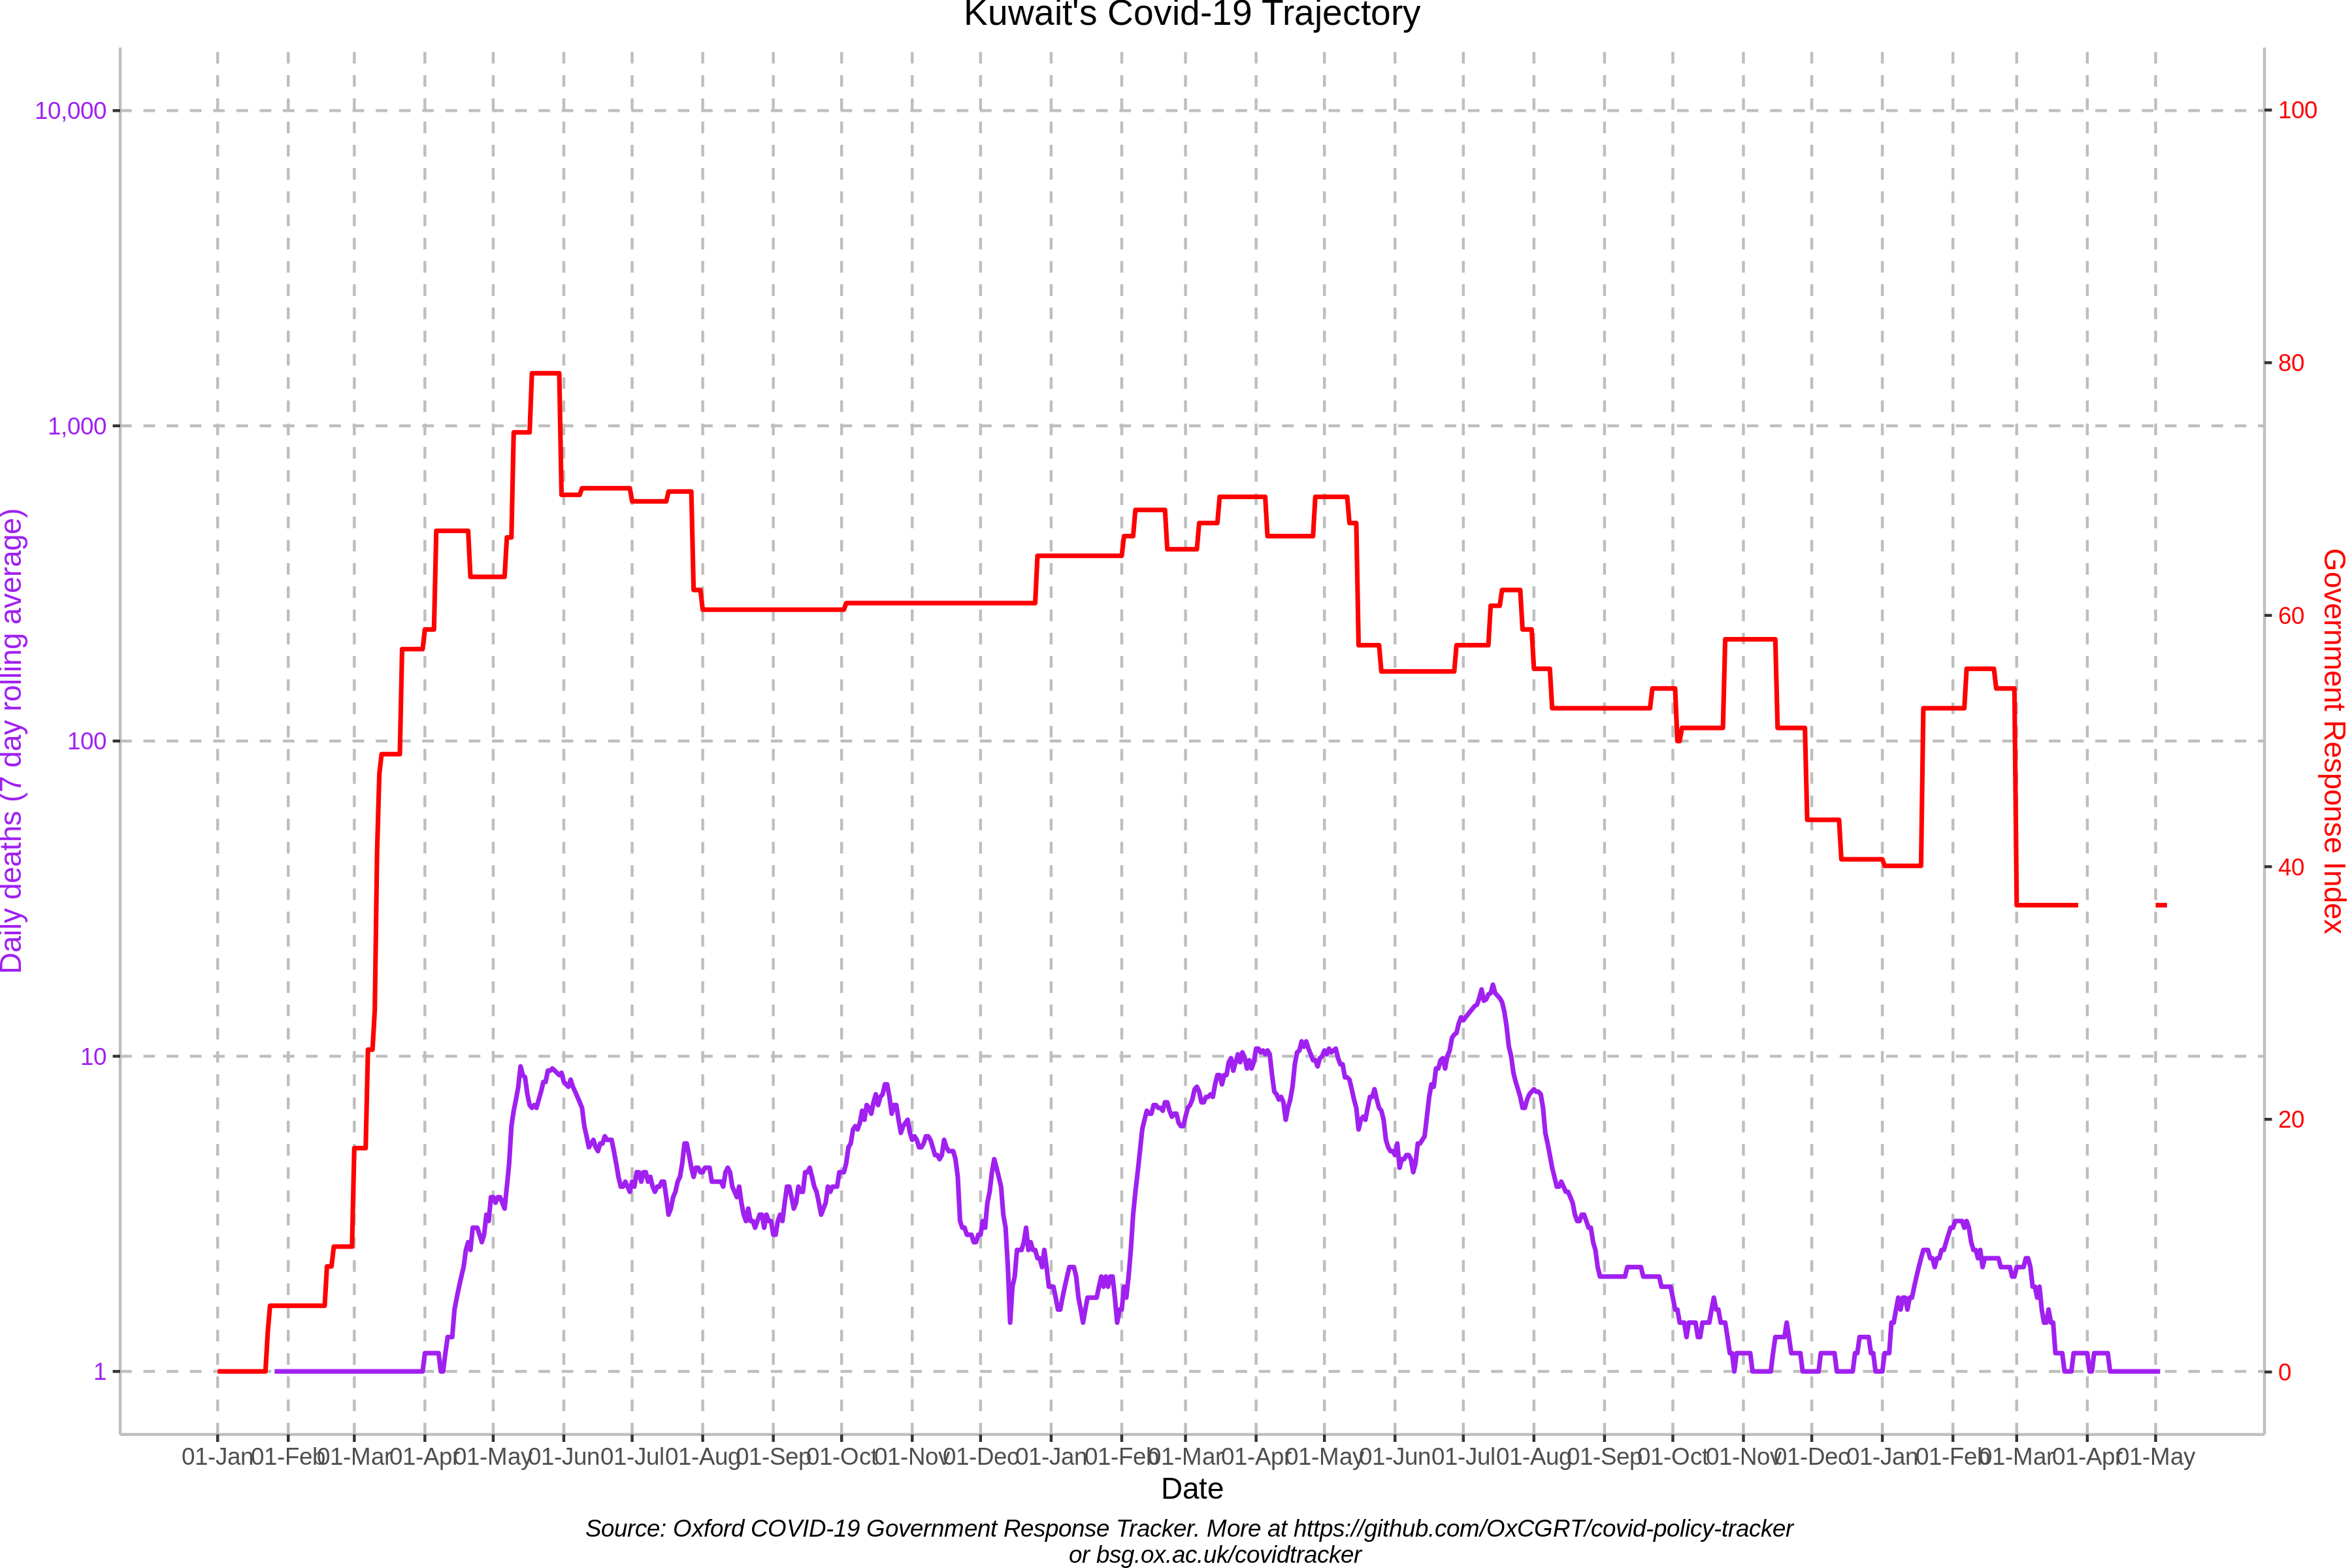 Kuwait's Covid-19 Trajectory
10,000
1,000
100
10
1
Daily deaths (7 day rolling average)
100
80
60
40
20
0
Government Response Index
01-Jan 01-Feb 01-Mar 01-Apr 01-May 01-Jun 01-Jul 01-Aug 01-Sep 01-Oct 01-Nov 01-Dec 01-Jan 01-Feb 01-Mar 01-Apr 01-May 01-Jun 01-Jul 01-Aug 01-Sep 01-Oct 01-Nov 01-Dec 01-Jan 01-Feb 01-Mar 01-Apr 01-May
Date
Source: Oxford COVID-19 Government Response Tracker. More at https://github.com/OxCGRT/covid-policy-tracker
or bsg.ox.ac.uk/covidtracker